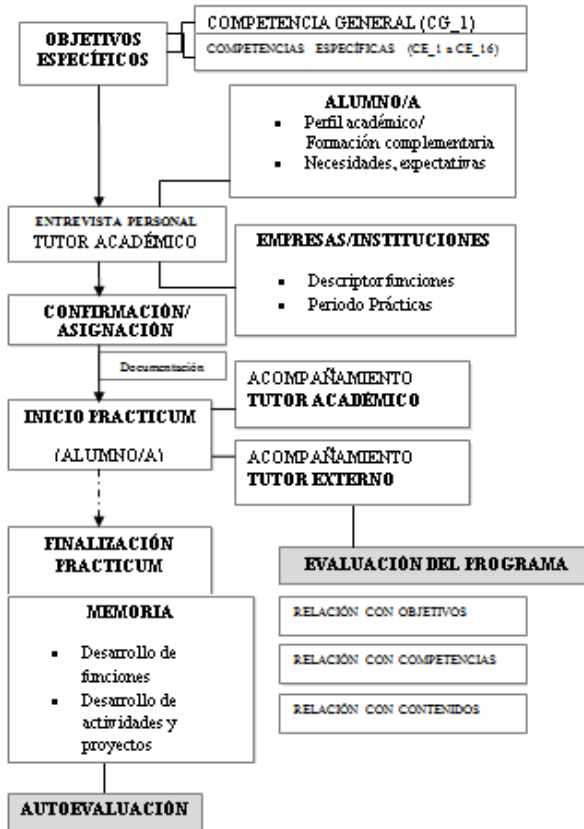 OBJETIVOS
ESPECÍFICOS
COMPETENCIA GENERAL (CG_1)
COMPETENCIAS ESPECÍFICAS (CE_1 a CE_16)
ALUMNO/A
▪ Perfil académico/
Formación complementaria
▪ Necesidades, expectativas
ENTREVISTA PERSONAL
TUTOR ACADÉMICO
EMPRESAS/INSTITUCIONES
▪ Descriptor funciones
▪ Periodo Prácticas
CONFIRMACIÓN/
ASIGNACIÓN
Documentación
INICIO PRACTICUM
(ALUMNO/A)
ACOMPAÑAMIENTO
TUTOR ACADÉMICO
ACOMPAÑAMIENTO
TUTOR EXTERNO
FINALIZACIÓN
PRACTICUM
EVALUACIÓN DEL PROGRAMA
RELACIÓN CON OBJETIVOS
RELACIÓN CON COMPETENCIAS
RELACIÓN CON CONTENIDOS
MEMORIA
▪ Desarrollo de
funciones
▪ Desarrollo de
actividades y
proyectos
AUTOEVALUACIÓN